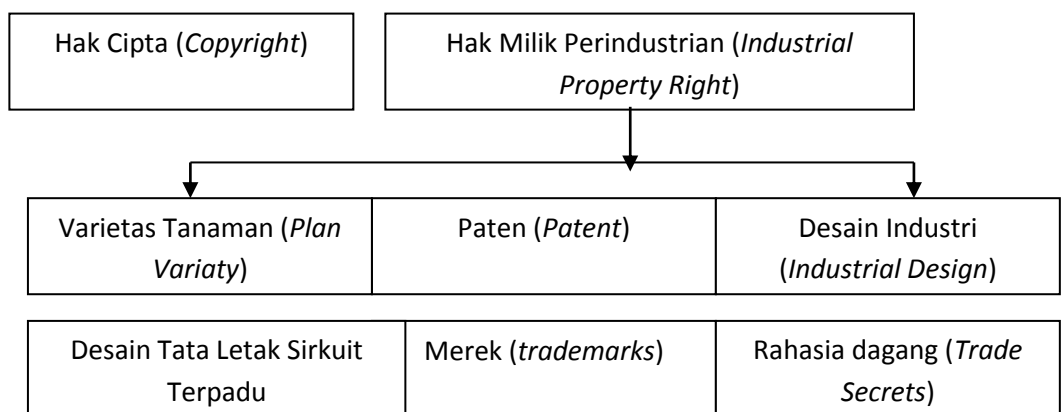 Hak Cipta (Copyright)
Hak Milik Perindustrian (Industrial
Property Right)
Varietas Tanaman (Plan
Variaty)
Paten (Patent)
Desain Industri
(Industrial Design)
Desain Tata Letak Sirkuit
Terpadu
Merek (trademarks)
Rahasia dagang (Trade
Secrets)